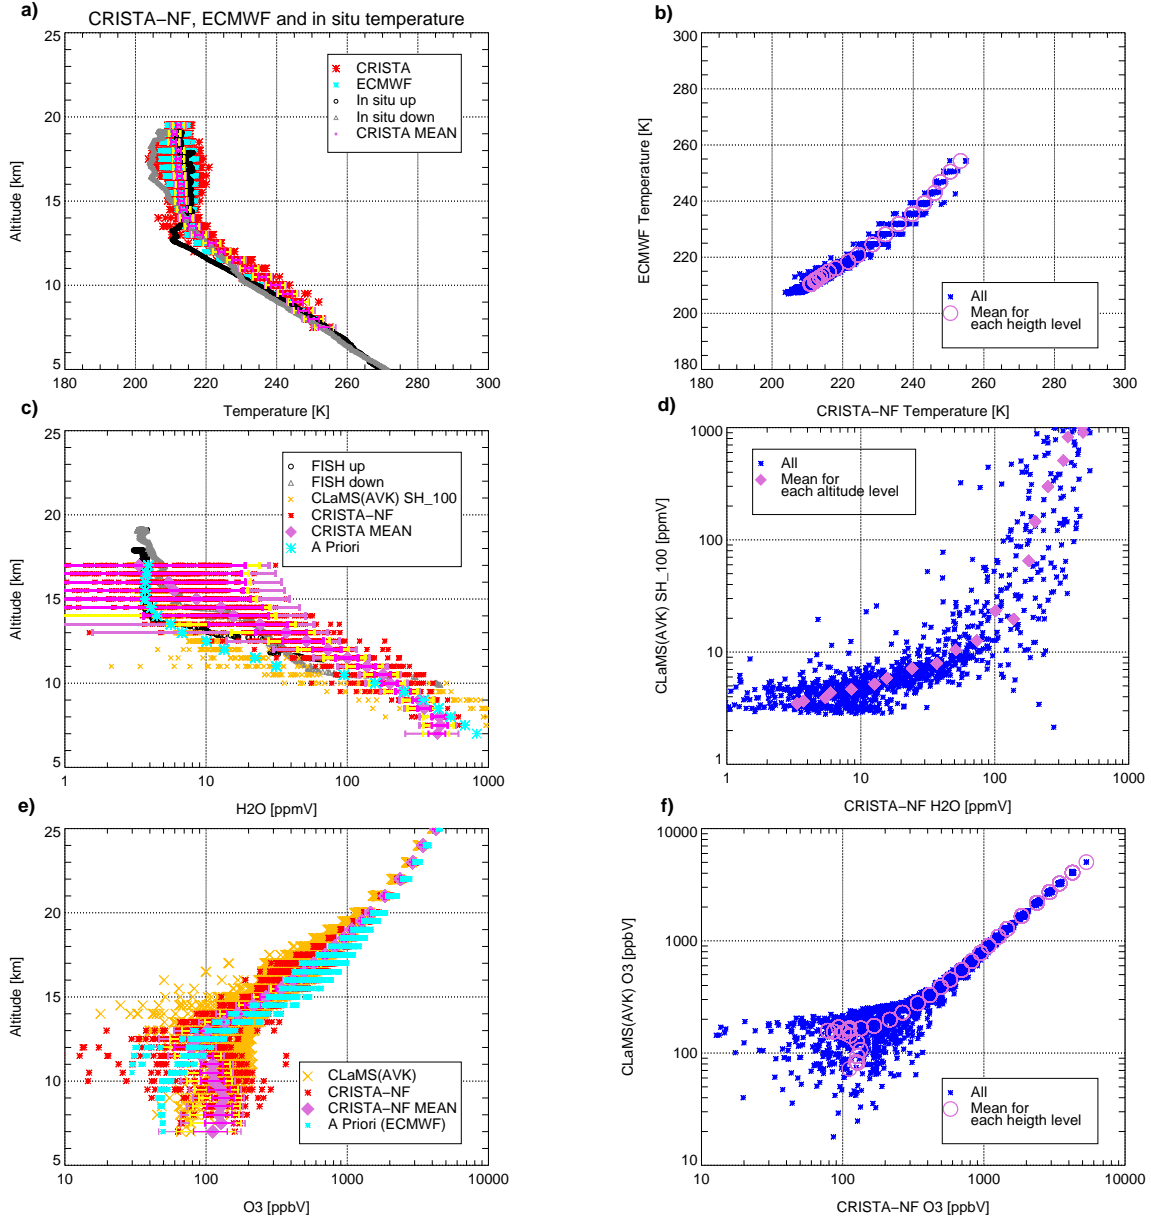 a)
CRISTA−NF, ECMWF and in situ temperature
25
20
15
10
5
Altitude [km]
CRISTA
ECMWF
In situ up
In situ down
CRISTA MEAN
180 200 220 240 260 280 300
Temperature [K]
b)
300
280
260
240
220
200
180
ECMWF Temperature [K]
All
Mean for
each heigth level
180 200 220 240 260 280 300
CRISTA−NF Temperature [K]
c)
25
20
15
10
5
Altitude [km]
FISH up
FISH down
CLaMS(AVK) SH_100
CRISTA−NF
CRISTA MEAN
A Priori
1 10 100 1000
H2O [ppmV]
d)
1000
100
10
1
CLaMS(AVK) SH_100 [ppmV]
All
Mean for
each altitude level
1 10 100 1000
CRISTA−NF H2O [ppmV]
e)
25
20
15
10
5
Altitude [km]
CLaMS(AVK)
CRISTA−NF
CRISTA−NF MEAN
A Priori (ECMWF)
10 100 1000 10000
O3 [ppbV]
f)
10000
1000
100
10
CLaMS(AVK) O3 [ppbV]
All
Mean for
each heigth level
10 100 1000 10000
CRISTA−NF O3 [ppbV]